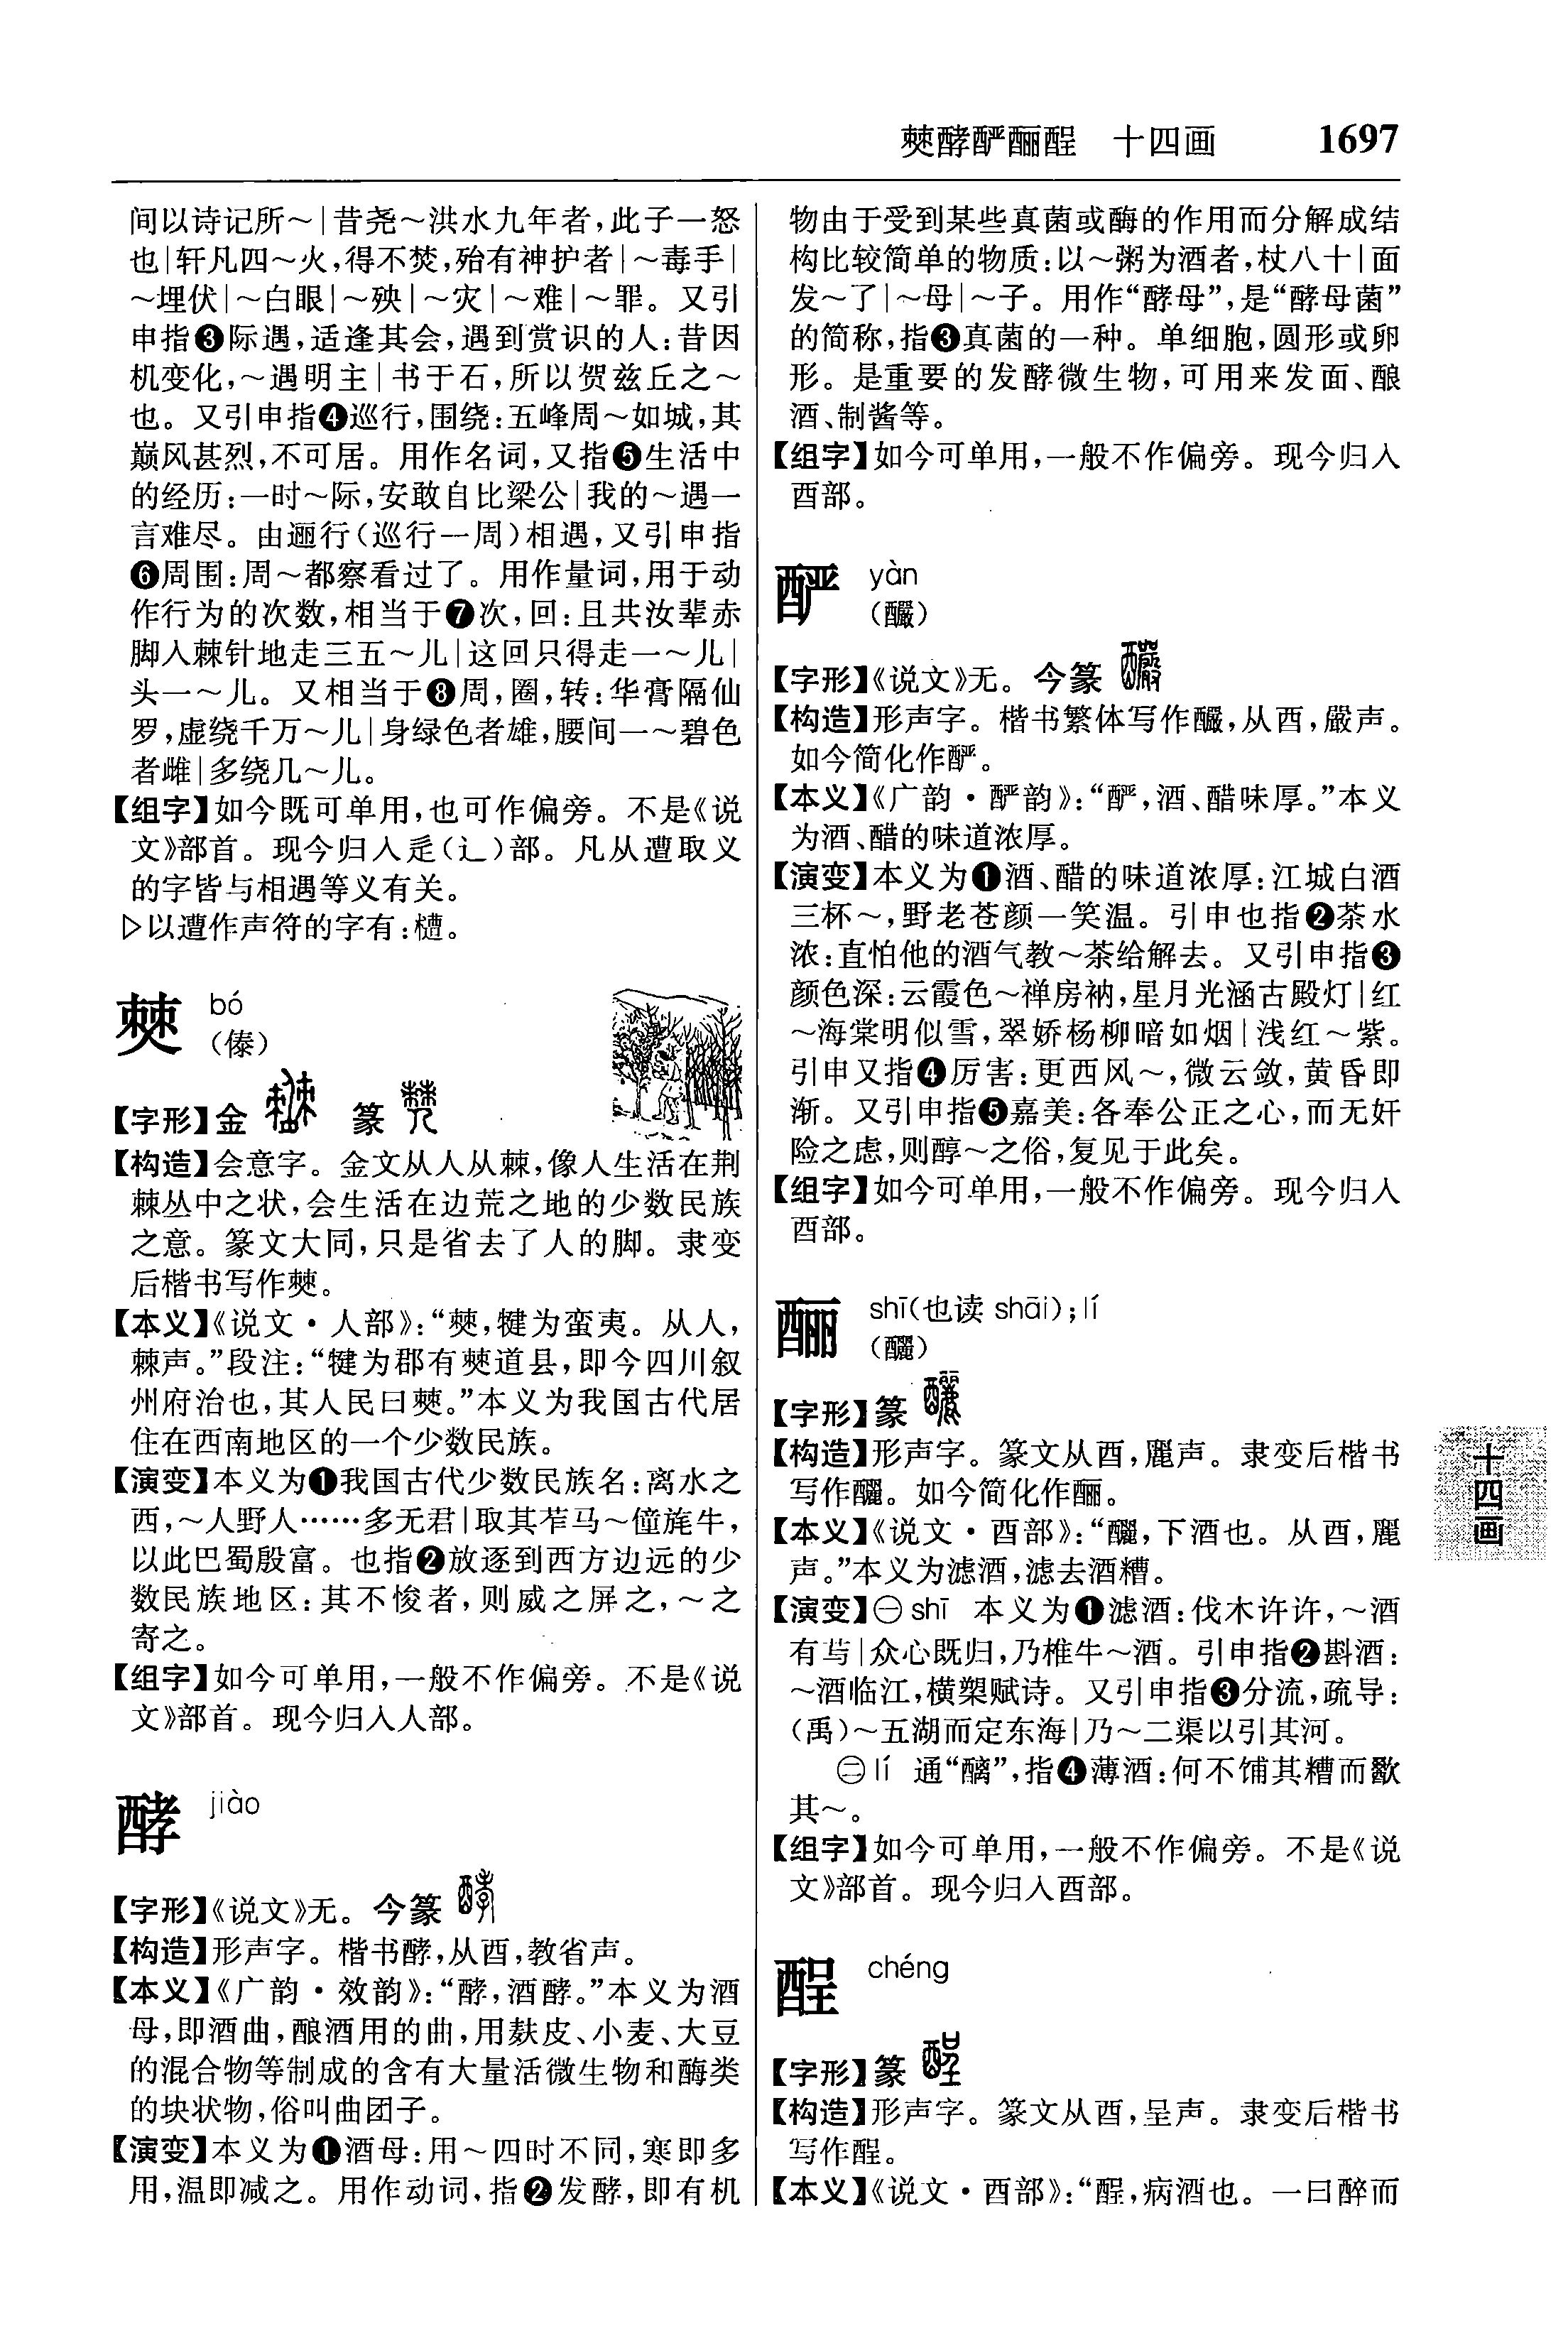 僰酵酽酾酲　十四画　1697
间以诗记所～|昔尧～洪水九年者,此子一怒
也|轩凡四～火,得不焚,殆有神护者|～毒手|
～埋伏|～白眼|～殃|～灾|～难|～罪。又引
申指❸际遇,适逢其会,遇到赏识的人:昔因
机变化,～遇明主|书于石,所以贺兹丘之～
也。又引申指❹巡行,围绕:五峰周～如城,其
巅风甚烈,不可居。用作名词,又指❺生活中
的经历:一时～际,安敢自比梁公|我的～遇一
言难尽。由逦行(巡行一周)相遇,又引申指
❻周围:周～都察看过了。用作量词,用于动
作行为的次数,相当于❼次,回:且共汝辈赤
脚入棘针地走三五～儿|这回只得走一～儿|
头一～儿。又相当于❽周,圈,转:华膏隔仙
罗,虚绕千万～儿|身绿色者雄,腰间一～碧色
者雌|多绕几～儿。
【组字】如今既可单用,也可作偏旁。不是《说
文》部首。现今归入辵(辶)部。凡从遭取义
的字皆与相遇等义有关。
▷以遭作声符的字有:槽。
僰 bó
(㒔)
【字形】金　篆
【构造】会意字。金文从人从棘,像人生活在荆
棘丛中之状,会生活在边荒之地的少数民族
之意。篆文大同,只是省去了人的脚。隶变
后楷书写作僰。
【本义】《说文·人部》:“僰,犍为蛮夷。从人,
棘声。”段注:“犍为郡有僰道县,即今四川叙
州府治也,其人民曰僰。”本义为我国古代居
住在西南地区的一个少数民族。
【演变】本义为❶我国古代少数民族名:离水之
西,～人野人……多无君|取其笮马～僮旄牛,
以此巴蜀殷富。也指❷放逐到西方边远的少
数民族地区:其不悛者,则威之屏之,～之
寄之。
【组字】如今可单用,一般不作偏旁。不是《说
文》部首。现今归入人部。
酵 jiào
【字形】《说文》无。今篆
【构造】形声字。楷书酵,从酉,教省声。
【本义】《广韵·效韵》:“酵,酒酵。”本义为酒
母,即酒曲,酿酒用的曲,用麸皮、小麦、大豆
的混合物等制成的含有大量活微生物和酶类
的块状物,俗叫曲团子。
【演变】本义为❶酒母:用～四时不同,寒即多
用,温即减之。用作动词,指❷发酵,即有机
物由于受到某些真菌或酶的作用而分解成结
构比较简单的物质:以～粥为酒者,杖八十|面
发～了|～母|～子。用作“酵母”,是“酵母菌”
的简称,指❸真菌的一种。单细胞,圆形或卵
形。是重要的发酵微生物,可用来发面、酿
酒、制酱等。
【组字】如今可单用,一般不作偏旁。现今归入
酉部。
酽 yàn
(釅)
【字形】《说文》无。今篆
【构造】形声字。楷书繁体写作釅,从酉,嚴声。
如今简化作酽。
【本义】《广韵·酽韵》:“酽,酒、醋味厚。”本义
为酒、醋的味道浓厚。
【演变】本义为❶酒、醋的味道浓厚:江城白酒
三杯～,野老苍颜一笑温。引申也指❷茶水
浓:直怕他的酒气教～茶给解去。又引申指❸
颜色深:云霞色～禅房衲,星月光涵古殿灯|红
～海棠明似雪,翠娇杨柳暗如烟|浅红～紫。
引申又指❹厉害:更西风～,微云敛,黄昏即
渐。又引申指❺嘉美:各奉公正之心,而无奸
险之虑,则醇～之俗,复见于此矣。
【组字】如今可单用,一般不作偏旁。现今归入
酉部。
酾 shī(也读 shāi);lí
(釃)
【字形】篆
【构造】形声字。篆文从酉,麗声。隶变后楷书
写作釃。如今简化作酾。
【本义】《说文·酉部》:“釃,下酒也。从酉,麗
声。”本义为滤酒,滤去酒糟。
【演变】㊀shī 本义为❶滤酒:伐木许许,～酒
有芧|众心既归,乃椎牛～酒。引申指❷斟酒:
～酒临江,横槊赋诗。又引申指❸分流,疏导:
(禹)～五湖而定东海|乃～二渠以引其河。
㊁lí 通“醨”,指❹薄酒:何不铺其糟而歠
其～。
【组字】如今可单用,一般不作偏旁。不是《说
文》部首。现今归入酉部。
酲 chéng
【字形】篆
【构造】形声字。篆文从酉,呈声。隶变后楷书
写作酲。
【本义】《说文·酉部》:“酲,病酒也。一曰醉而
十四画